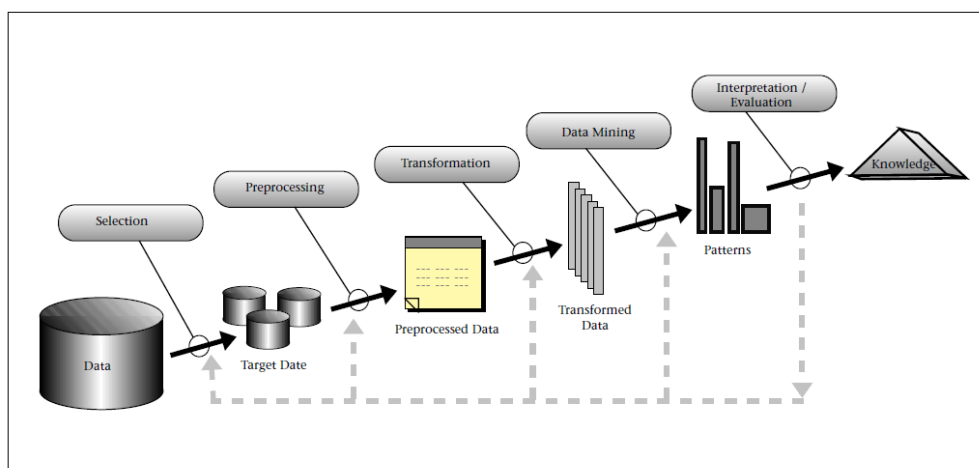 Interpretation /
Evaluation
Data Mining
Transformation
Preprocessing
Selection
Data
Target Date
Preprocessed Data
Transformed
Data
Patterns
Knowledge